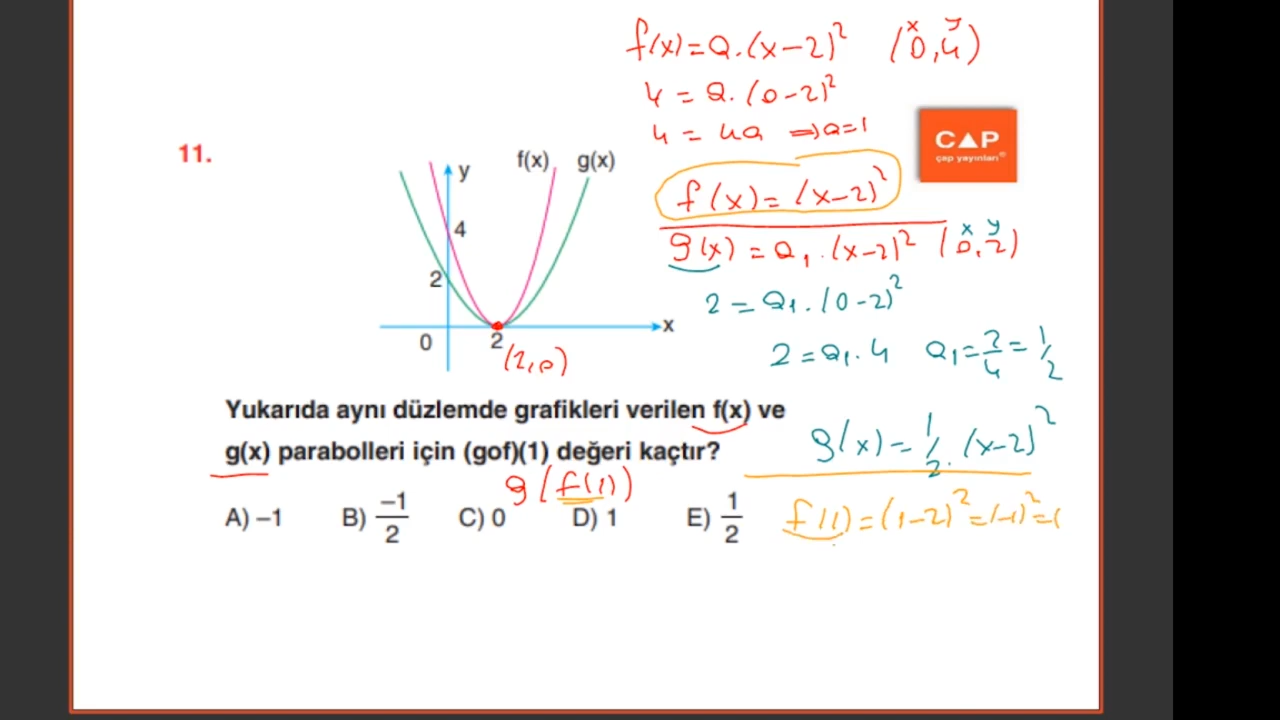 f(x)=a.(x-2)² (0,4)
x y
4 = a.(0-2)²
4 = 4a ⇒ a=1
CAP
çap yayınları®
11.
f(x) g(x)
y
f(x)=(x-2)²
4
g(x)=a₁.(x-2)² (0,2)
x y
2
2=a₁.(0-2)²
x
0
2
(2,0)
2=a₁.4 a₁=2/4=1/2
Yukarıda aynı düzlemde grafikleri verilen f(x) ve
g(x) parabolleri için (gof)(1) değeri kaçtır?
g(x)=1/2.(x-2)²
g(f(1))
A) –1 B) –1/2 C) 0 D) 1 E) 1/2
f(1)=(1-2)²=(-1)²=(